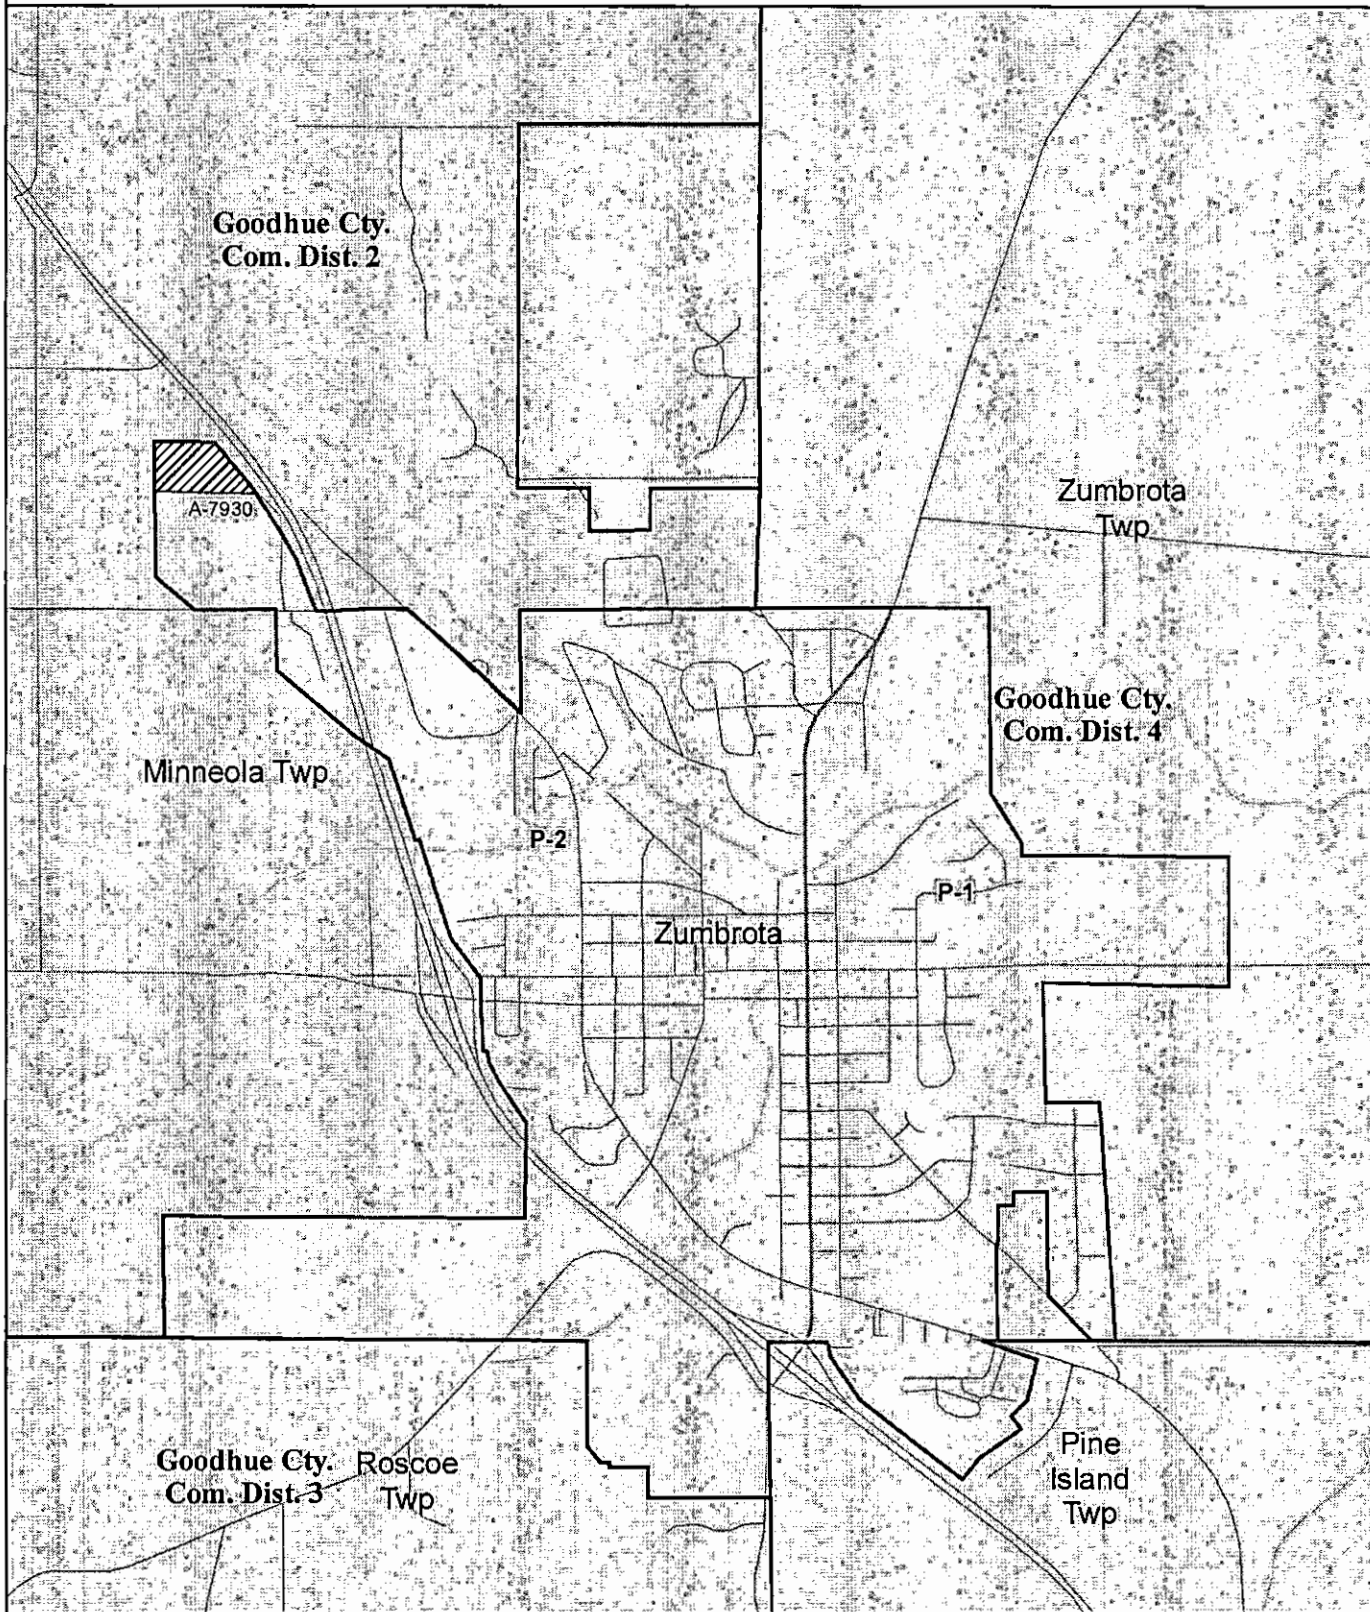 Goodhue Cty.
Com. Dist. 2
Zumbrota
Twp
A-7930
Goodhue Cty.
Com. Dist. 4
Minneola Twp
P-2
P-1
Zumbrota
Goodhue Cty.
Com. Dist. 3
Roscoe
Twp
Pine
Island
Twp